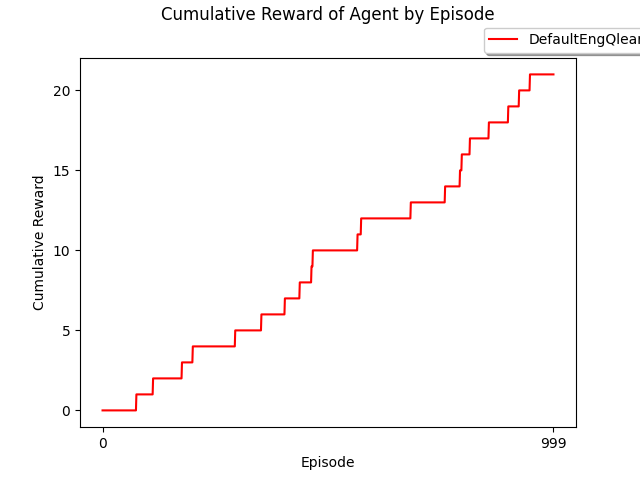 Cumulative Reward of Agent by Episode
DefaultEngQlear
20
15
10
5
0
Cumulative Reward
0 999
Episode